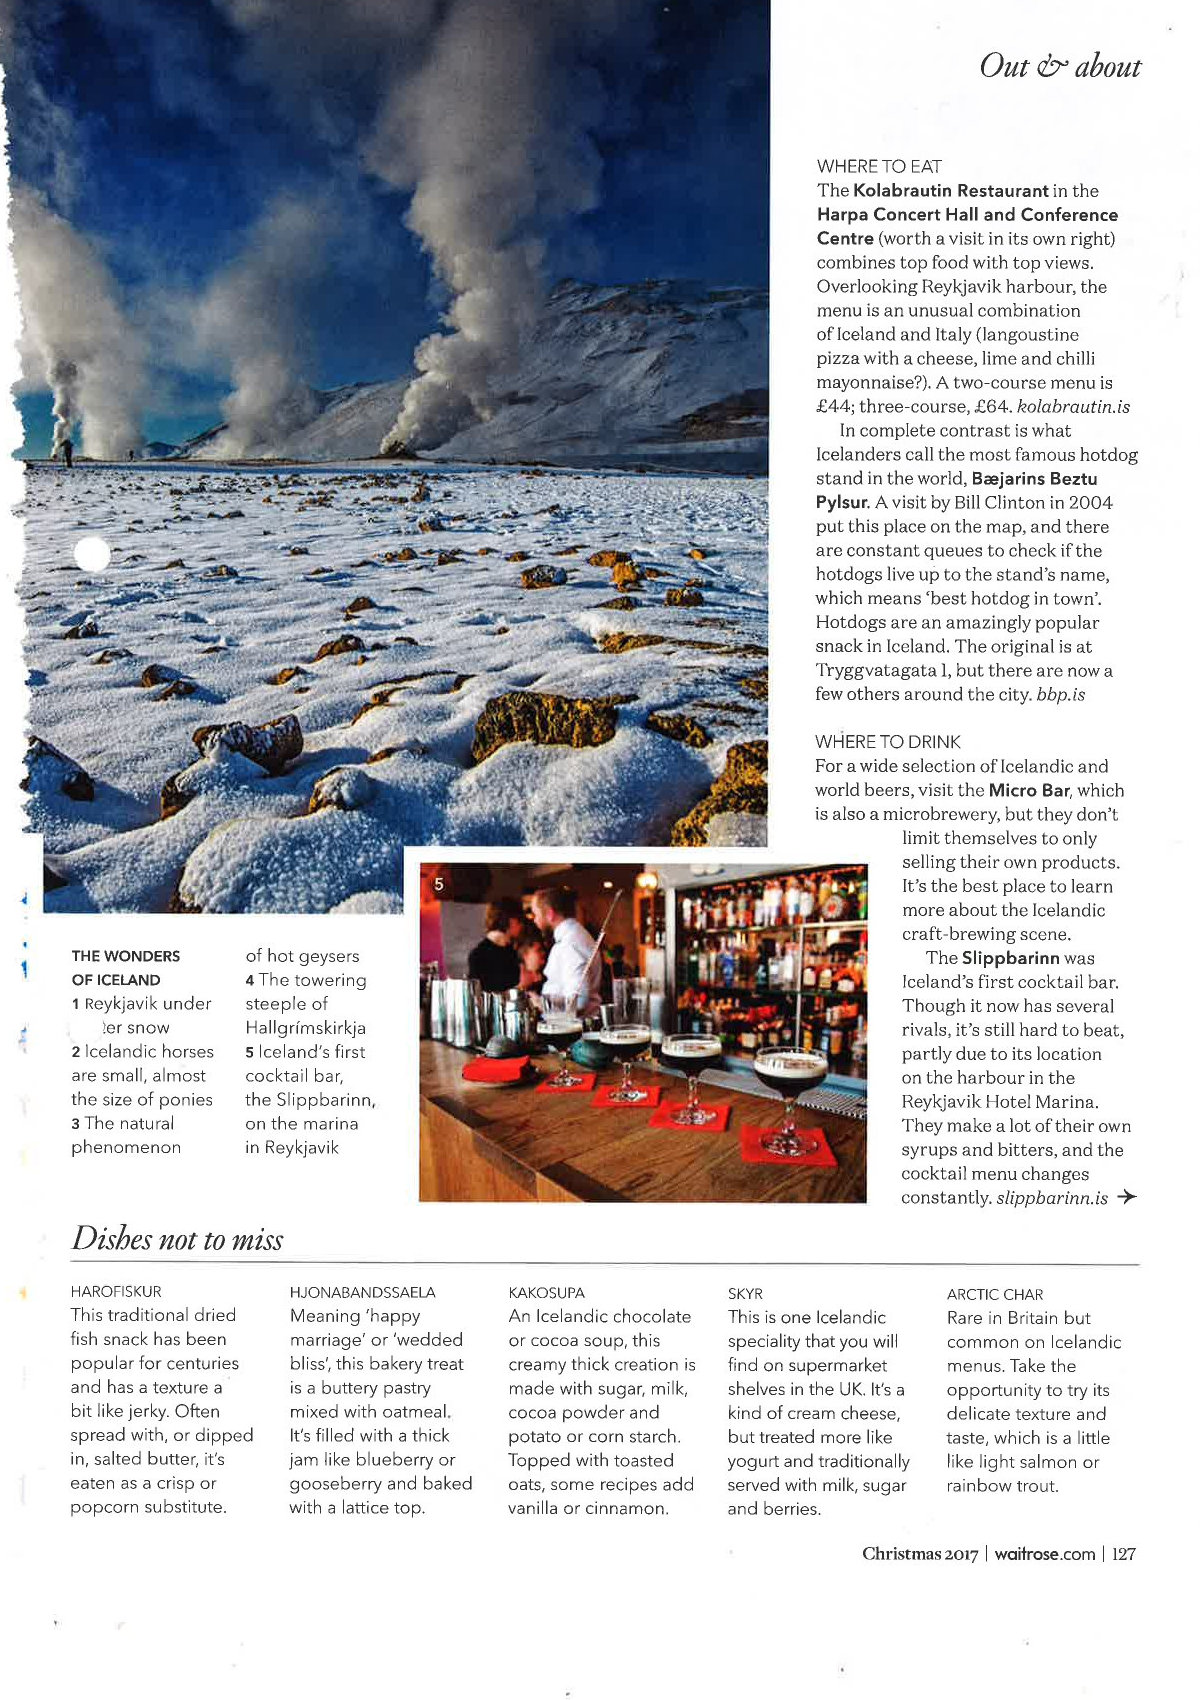 Out & about
WHERE TO EAT
The Kolabrautin Restaurant in the
Harpa Concert Hall and Conference
Centre (worth a visit in its own right)
combines top food with top views.
Overlooking Reykjavik harbour, the
menu is an unusual combination
of Iceland and Italy (langoustine
pizza with a cheese, lime and chilli
mayonnaise?). A two-course menu is
£44; three-course, £64. kolabrautin.is
In complete contrast is what
Icelanders call the most famous hotdog
stand in the world, Bæjarins Beztu
Pylsur. A visit by Bill Clinton in 2004
put this place on the map, and there
are constant queues to check if the
hotdogs live up to the stand's name,
which means 'best hotdog in town'.
Hotdogs are an amazingly popular
snack in Iceland. The original is at
Tryggvatagata 1, but there are now a
few others around the city. bbp.is
WHERE TO DRINK
For a wide selection of Icelandic and
world beers, visit the Micro Bar, which
is also a microbrewery, but they don't
limit themselves to only
selling their own products.
It's the best place to learn
more about the Icelandic
craft-brewing scene.
The Slippbarinn was
Iceland's first cocktail bar.
Though it now has several
rivals, it's still hard to beat,
partly due to its location
on the harbour in the
Reykjavik Hotel Marina.
They make a lot of their own
syrups and bitters, and the
cocktail menu changes
constantly. slippbarinn.is →
5
THE WONDERS
OF ICELAND
1 Reykjavik under
snow
2 Icelandic horses
are small, almost
the size of ponies
3 The natural
phenomenon
of hot geysers
4 The towering
steeple of
Hallgrímskirkja
5 Iceland's first
cocktail bar,
the Slippbarinn,
on the marina
in Reykjavik
Dishes not to miss
HAROFISKUR
This traditional dried
fish snack has been
popular for centuries
and has a texture a
bit like jerky. Often
spread with, or dipped
in, salted butter, it's
eaten as a crisp or
popcorn substitute.
HJONABANDSSAELA
Meaning 'happy
marriage' or 'wedded
bliss', this bakery treat
is a buttery pastry
mixed with oatmeal.
It's filled with a thick
jam like blueberry or
gooseberry and baked
with a lattice top.
KAKOSUPA
An Icelandic chocolate
or cocoa soup, this
creamy thick creation is
made with sugar, milk,
cocoa powder and
potato or corn starch.
Topped with toasted
oats, some recipes add
vanilla or cinnamon.
SKYR
This is one Icelandic
speciality that you will
find on supermarket
shelves in the UK. It's a
kind of cream cheese,
but treated more like
yogurt and traditionally
served with milk, sugar
and berries.
ARCTIC CHAR
Rare in Britain but
common on Icelandic
menus. Take the
opportunity to try its
delicate texture and
taste, which is a little
like light salmon or
rainbow trout.
Christmas 2017 | waitrose.com | 127